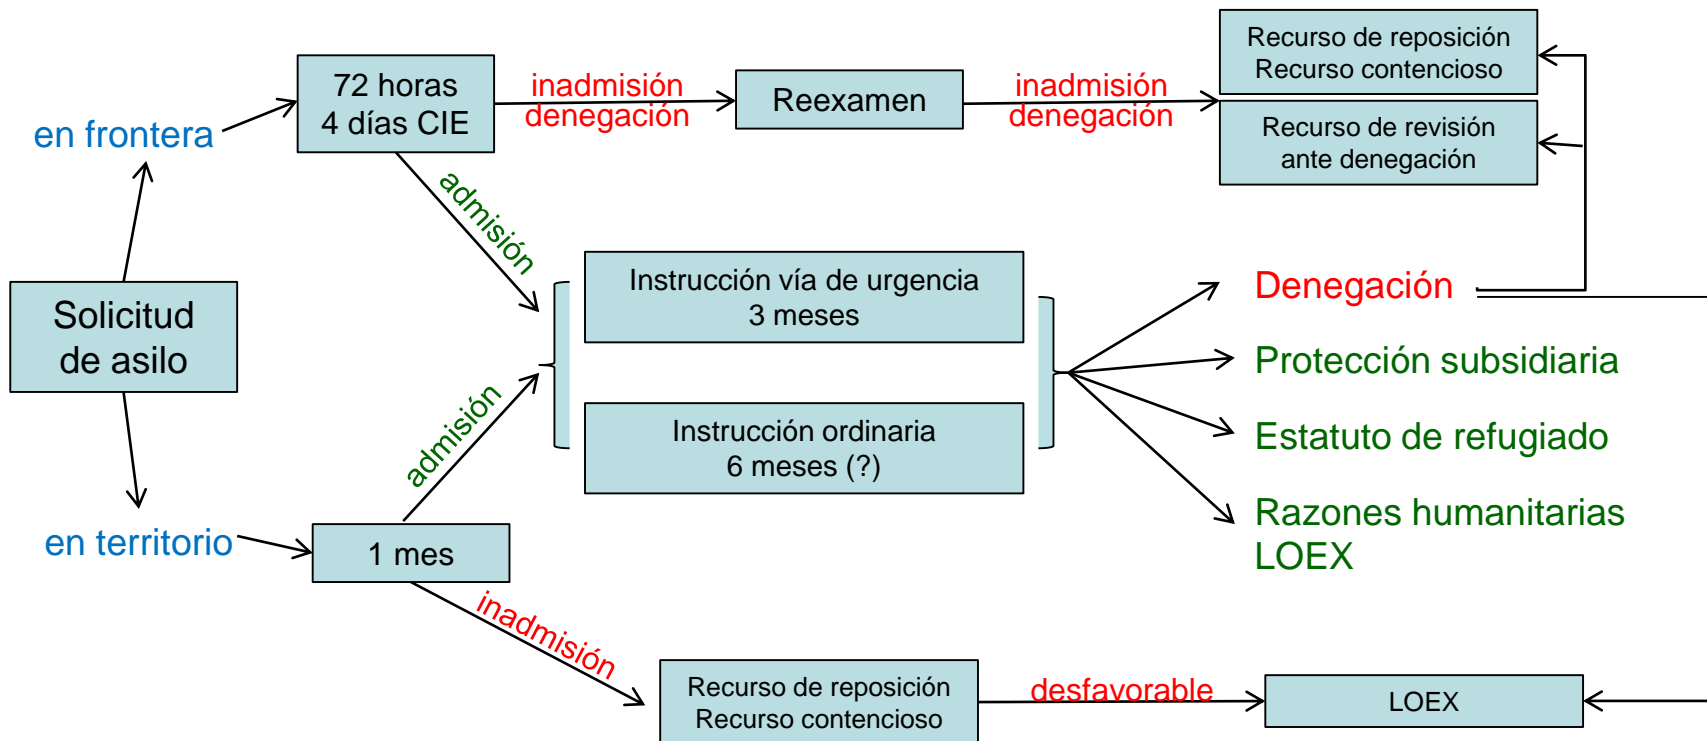 72 horas
4 días CIE
inadmisión
denegación
Reexamen
inadmisión
denegación
Recurso de reposición
Recurso contencioso
Recurso de revisión
ante denegación
en frontera
admisión
Solicitud
de asilo
Instrucción vía de urgencia
3 meses
Denegación
Protección subsidiaria
admisión
Instrucción ordinaria
6 meses (?)
Estatuto de refugiado
Razones humanitarias
LOEX
en territorio
1 mes
inadmisión
Recurso de reposición
Recurso contencioso
desfavorable
LOEX